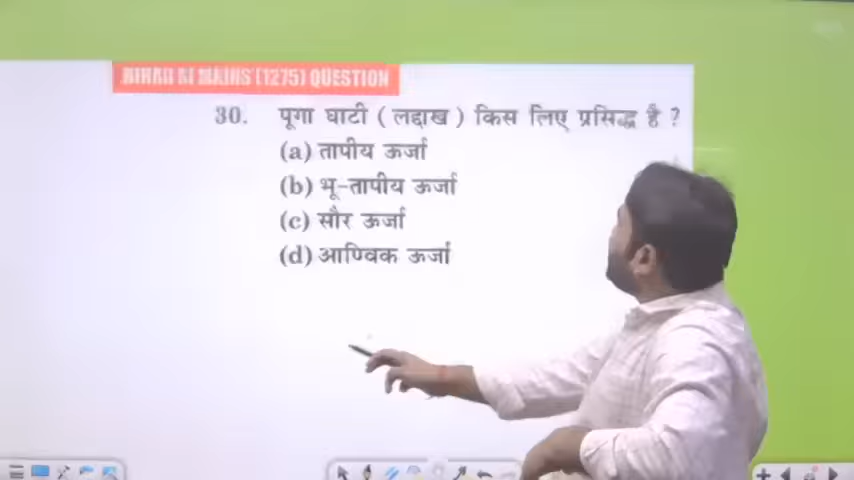 BIHAR SI MAINS (1275) QUESTION
30. पूगा घाटी ( लद्दाख ) किस लिए प्रसिद्ध है ?
(a) तापीय ऊर्जा
(b) भू-तापीय ऊर्जा
(c) सौर ऊर्जा
(d) आण्विक ऊर्जा